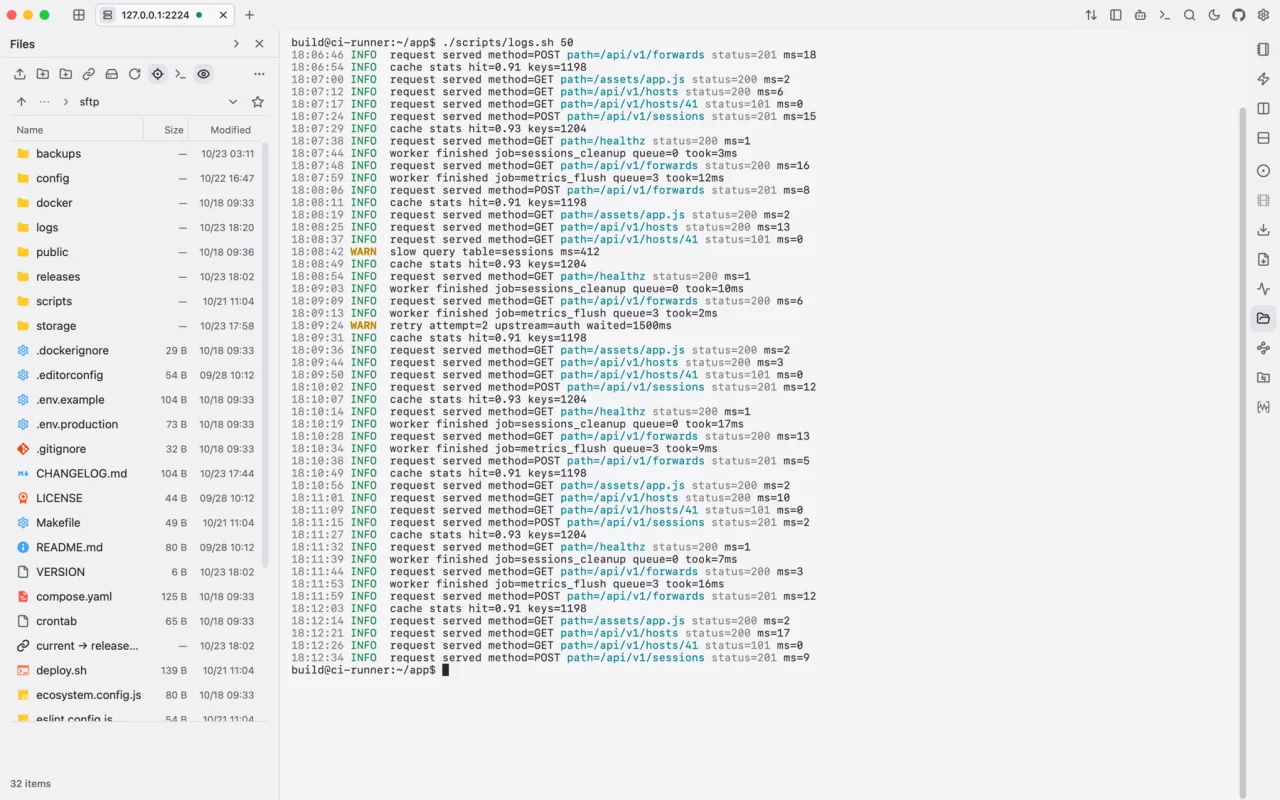 127.0.0.1:2224
Files
sftp
Name Size Modified
backups — 10/23 03:11
config — 10/22 16:47
docker — 10/18 09:33
logs — 10/23 18:20
public — 10/18 09:36
releases — 10/23 18:02
scripts — 10/21 11:04
storage — 10/23 17:58
.dockerignore 29 B 10/18 09:33
.editorconfig 54 B 09/28 10:12
.env.example 104 B 10/18 09:33
.env.production 73 B 10/18 09:33
.gitignore 32 B 10/18 09:33
CHANGELOG.md 104 B 10/23 17:44
LICENSE 44 B 09/28 10:12
Makefile 49 B 10/21 11:04
README.md 80 B 09/28 10:12
VERSION 6 B 10/23 18:02
compose.yaml 125 B 10/18 09:33
crontab 65 B 10/18 09:33
current → release... — 10/23 18:02
deploy.sh 139 B 10/21 11:04
ecosystem.config.js 80 B 10/18 09:33
eslint.config.js 54 B 10/21 11:04
32 items
build@ci-runner:~/app$ ./scripts/logs.sh 50
18:06:46 INFO request served method=POST path=/api/v1/forwards status=201 ms=18
18:06:54 INFO cache stats hit=0.91 keys=1198
18:07:00 INFO request served method=GET path=/assets/app.js status=200 ms=2
18:07:12 INFO request served method=GET path=/api/v1/hosts status=200 ms=6
18:07:17 INFO request served method=GET path=/api/v1/hosts/41 status=101 ms=0
18:07:24 INFO request served method=POST path=/api/v1/sessions status=201 ms=15
18:07:29 INFO cache stats hit=0.93 keys=1204
18:07:38 INFO request served method=GET path=/healthz status=200 ms=1
18:07:44 INFO worker finished job=sessions_cleanup queue=0 took=3ms
18:07:48 INFO request served method=GET path=/api/v1/forwards status=200 ms=16
18:07:59 INFO worker finished job=metrics_flush queue=3 took=12ms
18:08:06 INFO request served method=POST path=/api/v1/forwards status=201 ms=8
18:08:11 INFO cache stats hit=0.91 keys=1198
18:08:19 INFO request served method=GET path=/assets/app.js status=200 ms=2
18:08:25 INFO request served method=GET path=/api/v1/hosts status=200 ms=13
18:08:37 INFO request served method=GET path=/api/v1/hosts/41 status=101 ms=0
18:08:42 WARN slow query table=sessions ms=412
18:08:49 INFO cache stats hit=0.93 keys=1204
18:08:54 INFO request served method=GET path=/healthz status=200 ms=1
18:09:03 INFO worker finished job=sessions_cleanup queue=0 took=10ms
18:09:09 INFO request served method=GET path=/api/v1/forwards status=200 ms=6
18:09:13 INFO worker finished job=metrics_flush queue=3 took=2ms
18:09:24 WARN retry attempt=2 upstream=auth waited=1500ms
18:09:31 INFO cache stats hit=0.91 keys=1198
18:09:36 INFO request served method=GET path=/assets/app.js status=200 ms=2
18:09:44 INFO request served method=GET path=/api/v1/hosts status=200 ms=3
18:09:50 INFO request served method=GET path=/api/v1/hosts/41 status=101 ms=0
18:10:02 INFO request served method=POST path=/api/v1/sessions status=201 ms=12
18:10:07 INFO cache stats hit=0.93 keys=1204
18:10:14 INFO request served method=GET path=/healthz status=200 ms=1
18:10:19 INFO worker finished job=sessions_cleanup queue=0 took=17ms
18:10:28 INFO request served method=GET path=/api/v1/forwards status=200 ms=13
18:10:34 INFO worker finished job=metrics_flush queue=3 took=9ms
18:10:38 INFO request served method=POST path=/api/v1/forwards status=201 ms=5
18:10:49 INFO cache stats hit=0.91 keys=1198
18:10:56 INFO request served method=GET path=/assets/app.js status=200 ms=2
18:11:01 INFO request served method=GET path=/api/v1/hosts status=200 ms=10
18:11:09 INFO request served method=GET path=/api/v1/hosts/41 status=101 ms=0
18:11:15 INFO request served method=POST path=/api/v1/sessions status=201 ms=2
18:11:27 INFO cache stats hit=0.93 keys=1204
18:11:32 INFO request served method=GET path=/healthz status=200 ms=1
18:11:39 INFO worker finished job=sessions_cleanup queue=0 took=7ms
18:11:44 INFO request served method=GET path=/api/v1/forwards status=200 ms=3
18:11:53 INFO worker finished job=metrics_flush queue=3 took=16ms
18:11:59 INFO request served method=POST path=/api/v1/forwards status=201 ms=12
18:12:03 INFO cache stats hit=0.91 keys=1198
18:12:14 INFO request served method=GET path=/assets/app.js status=200 ms=2
18:12:21 INFO request served method=GET path=/api/v1/hosts status=200 ms=17
18:12:26 INFO request served method=GET path=/api/v1/hosts/41 status=101 ms=0
18:12:34 INFO request served method=POST path=/api/v1/sessions status=201 ms=9
build@ci-runner:~/app$